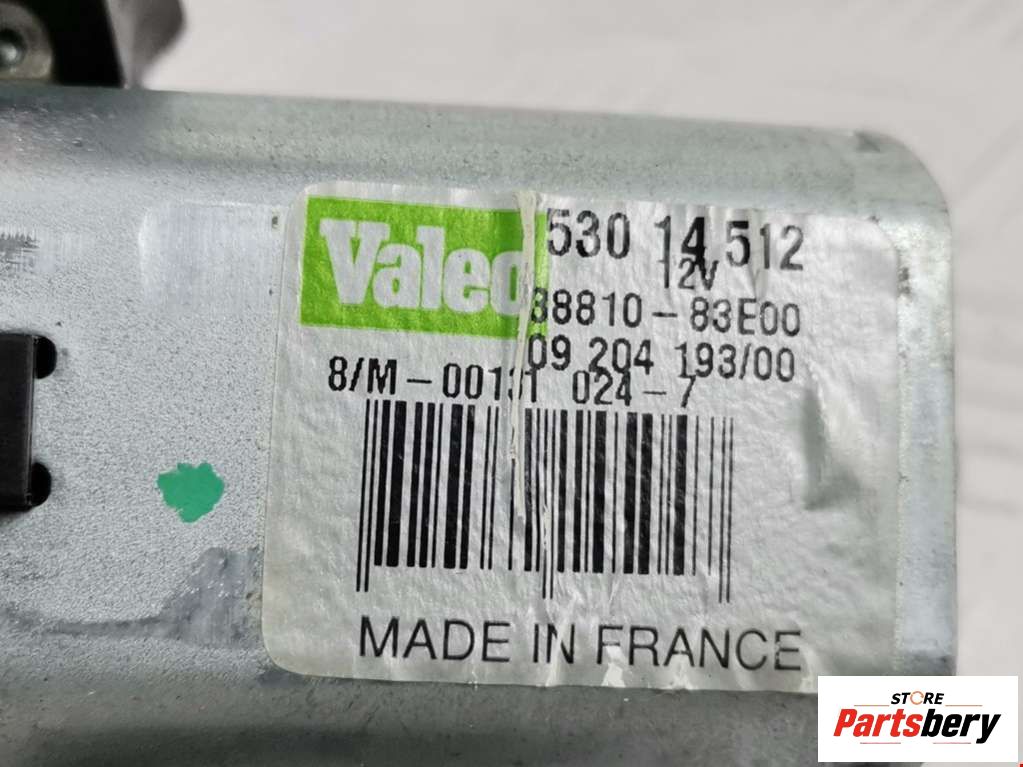 Valeo
530 14 512
12V
38810-83E00
09 204 193/00
8/M-00131 024-7
MADE IN FRANCE
STORE
Partsbery